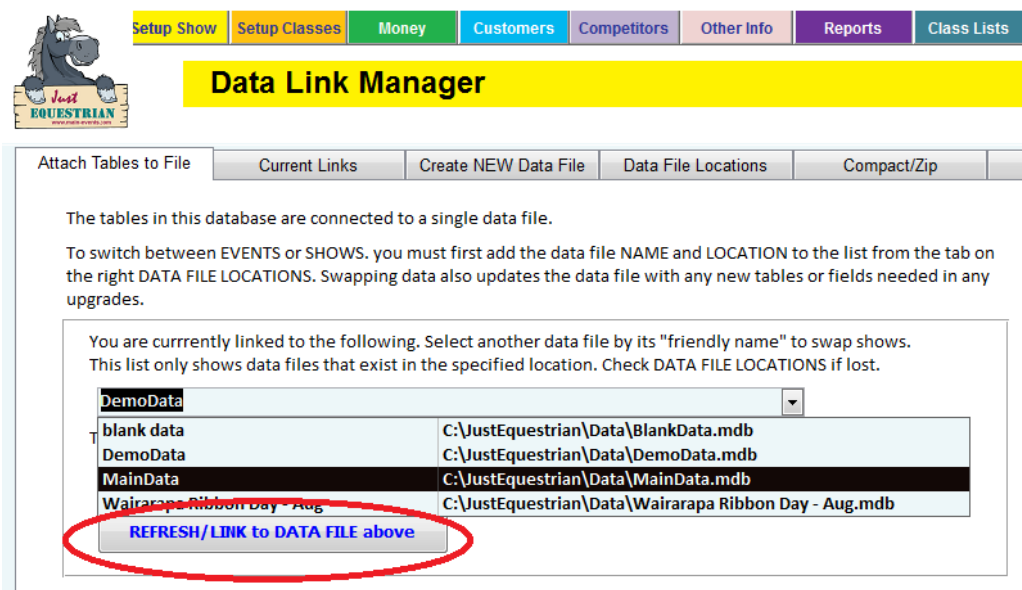 Setup Show Setup Classes Money Customers Competitors Other Info Reports Class Lists
Just
EQUESTRIAN
www.main-events.com
Data Link Manager
Attach Tables to File Current Links Create NEW Data File Data File Locations Compact/Zip
The tables in this database are connected to a single data file.
To switch between EVENTS or SHOWS. you must first add the data file NAME and LOCATION to the list from the tab on
the right DATA FILE LOCATIONS. Swapping data also updates the data file with any new tables or fields needed in any
upgrades.
You are currrently linked to the following. Select another data file by its "friendly name" to swap shows.
This list only shows data files that exist in the specified location. Check DATA FILE LOCATIONS if lost.
DemoData
blank data C:\JustEquestrian\Data\BlankData.mdb
DemoData C:\JustEquestrian\Data\DemoData.mdb
MainData C:\JustEquestrian\Data\MainData.mdb
Wairarapa Ribbon Day - Aug C:\JustEquestrian\Data\Wairarapa Ribbon Day - Aug.mdb
REFRESH/LINK to DATA FILE above